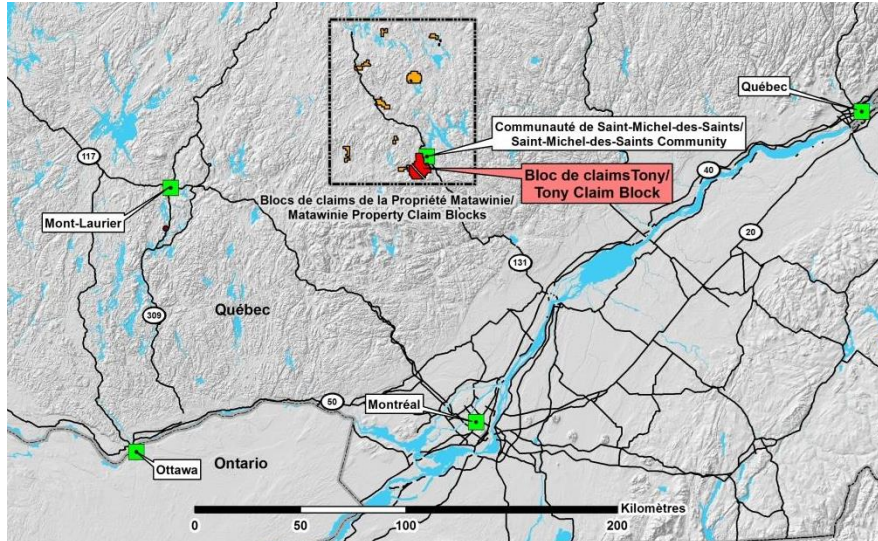 Québec
Communauté de Saint-Michel-des-Saints/
Saint-Michel-des-Saints Community
117
40
Bloc de claimsTony/
Tony Claim Block
Mont-Laurier
Blocs de claims de la Propriété Matawinie/
Matawinie Property Claim Blocks
20
131
Québec
309
50
Montréal
Ottawa
Ontario
Kilomètres
0
50
100
200